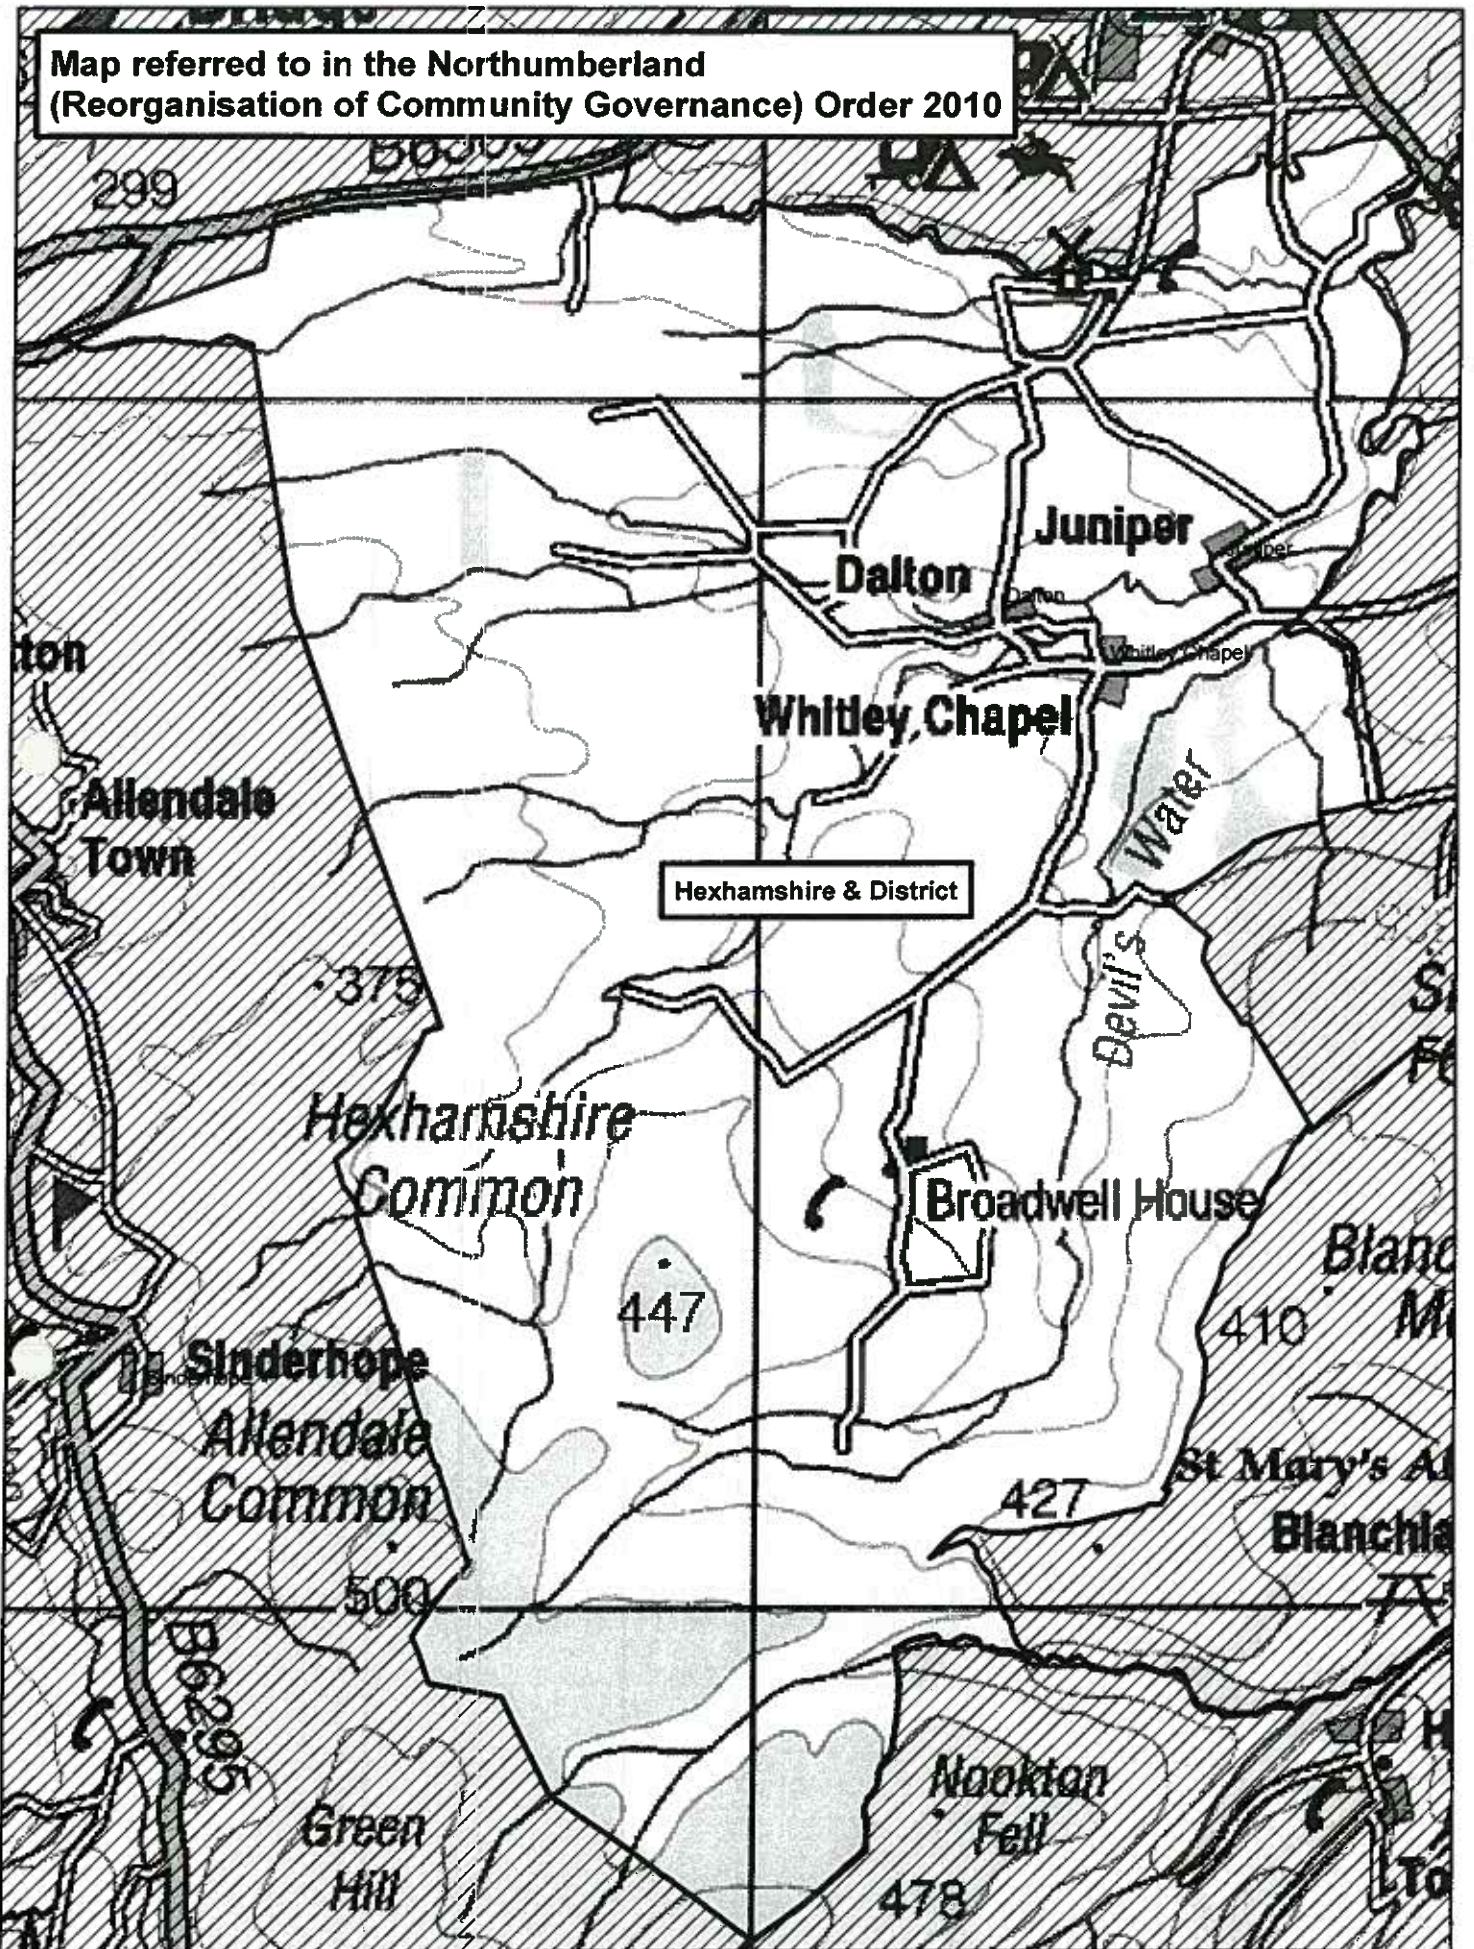 Map referred to in the Northumberland
(Reorganisation of Community Governance) Order 2010
299
Juniper
Dalton
Dalton
Whitley Chapel
Whitley Chapel
Allendale
Town
Water
Hexhamshire & District
Devil's
375
Hexhamshire
Common
Broadwell House
447
410
Sinderhope
Allendale
Common
427
St Mary's
500
B6295
Nookton
Fell
Green
Hill
478